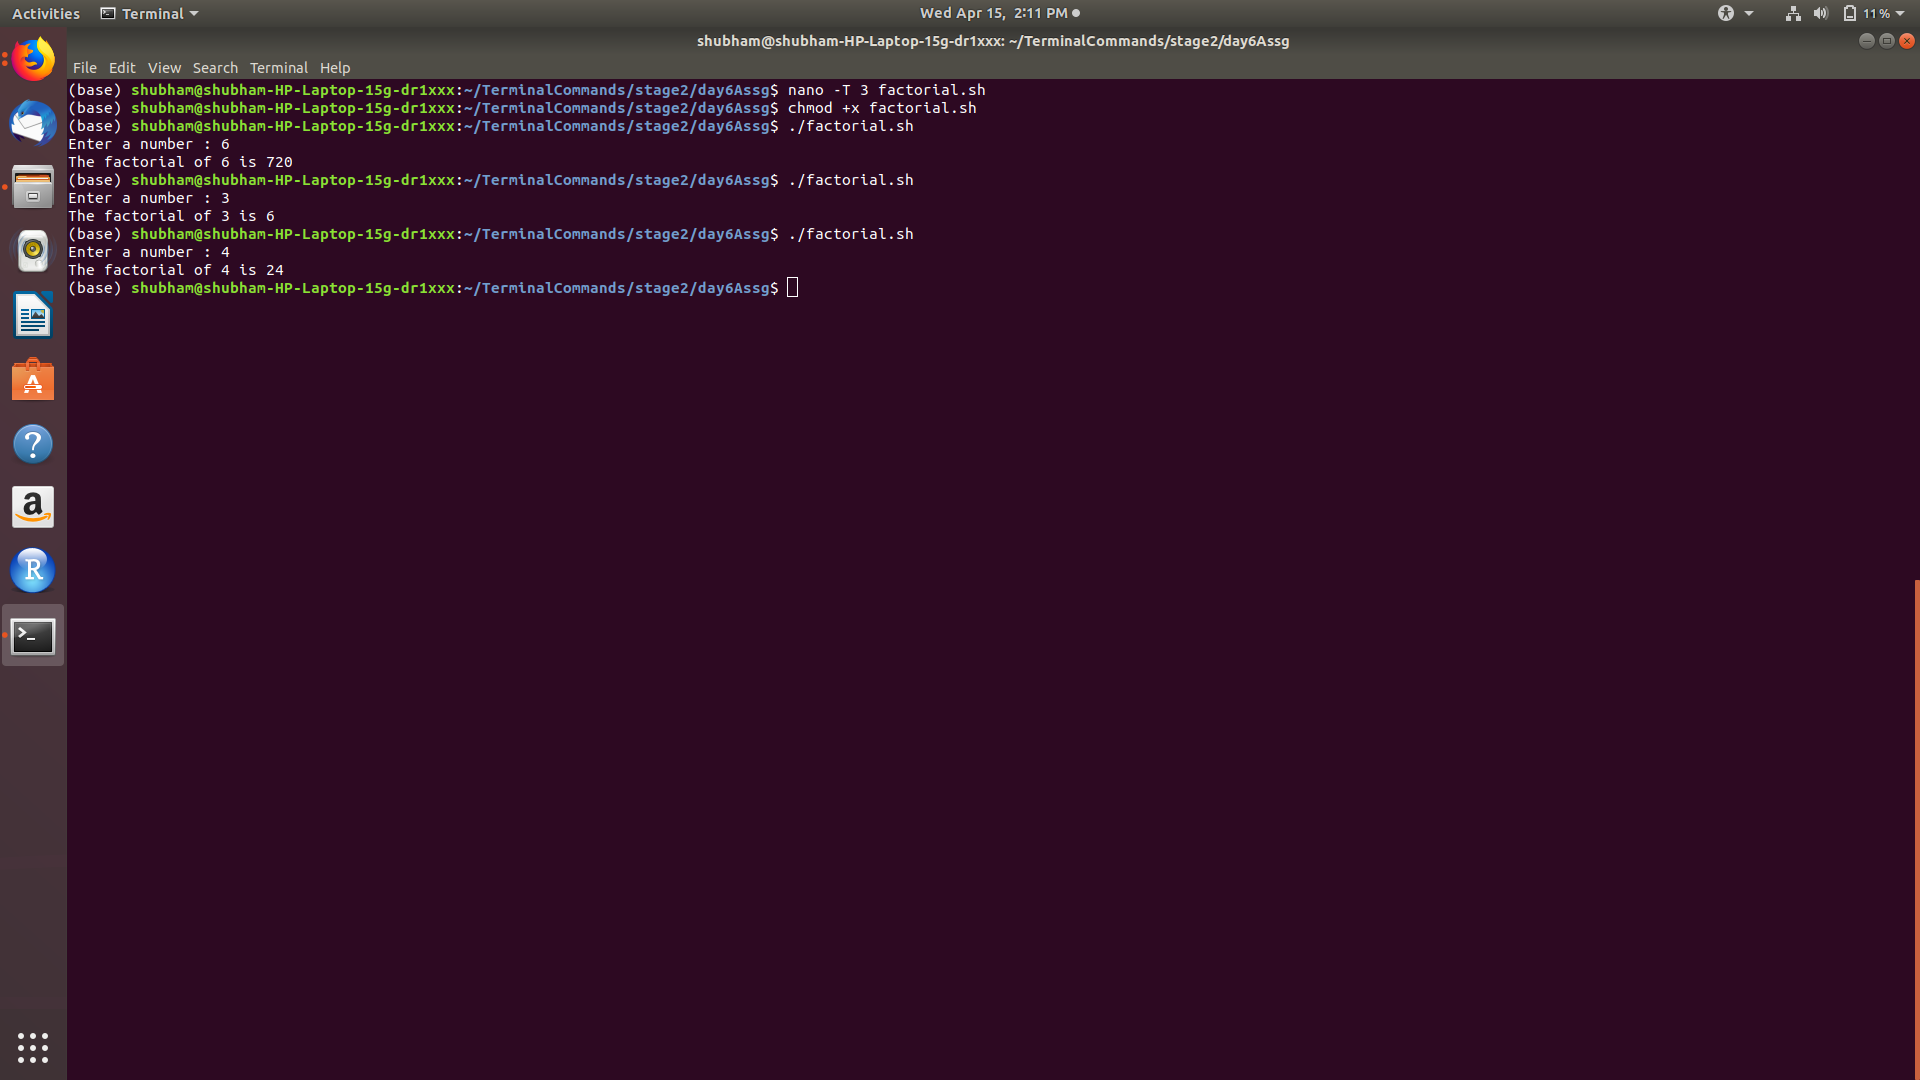 Activities Terminal Wed Apr 15, 2:11 PM 11 %
shubham@shubham-HP-Laptop-15g-dr1xxx: ~/TerminalCommands/stage2/day6Assg
File Edit View Search Terminal Help
(base) shubham@shubham-HP-Laptop-15g-dr1xxx:~/TerminalCommands/stage2/day6Assg$ nano -T 3 factorial.sh
(base) shubham@shubham-HP-Laptop-15g-dr1xxx:~/TerminalCommands/stage2/day6Assg$ chmod +x factorial.sh
(base) shubham@shubham-HP-Laptop-15g-dr1xxx:~/TerminalCommands/stage2/day6Assg$ ./factorial.sh
Enter a number : 6
The factorial of 6 is 720
(base) shubham@shubham-HP-Laptop-15g-dr1xxx:~/TerminalCommands/stage2/day6Assg$ ./factorial.sh
Enter a number : 3
The factorial of 3 is 6
(base) shubham@shubham-HP-Laptop-15g-dr1xxx:~/TerminalCommands/stage2/day6Assg$ ./factorial.sh
Enter a number : 4
The factorial of 4 is 24
(base) shubham@shubham-HP-Laptop-15g-dr1xxx:~/TerminalCommands/stage2/day6Assg$